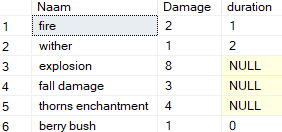 Naam Damage duration
1 fire 2 1
2 wither 1 2
3 explosion 8 NULL
4 fall damage 3 NULL
5 thorns enchantment 4 NULL
6 berry bush 1 0